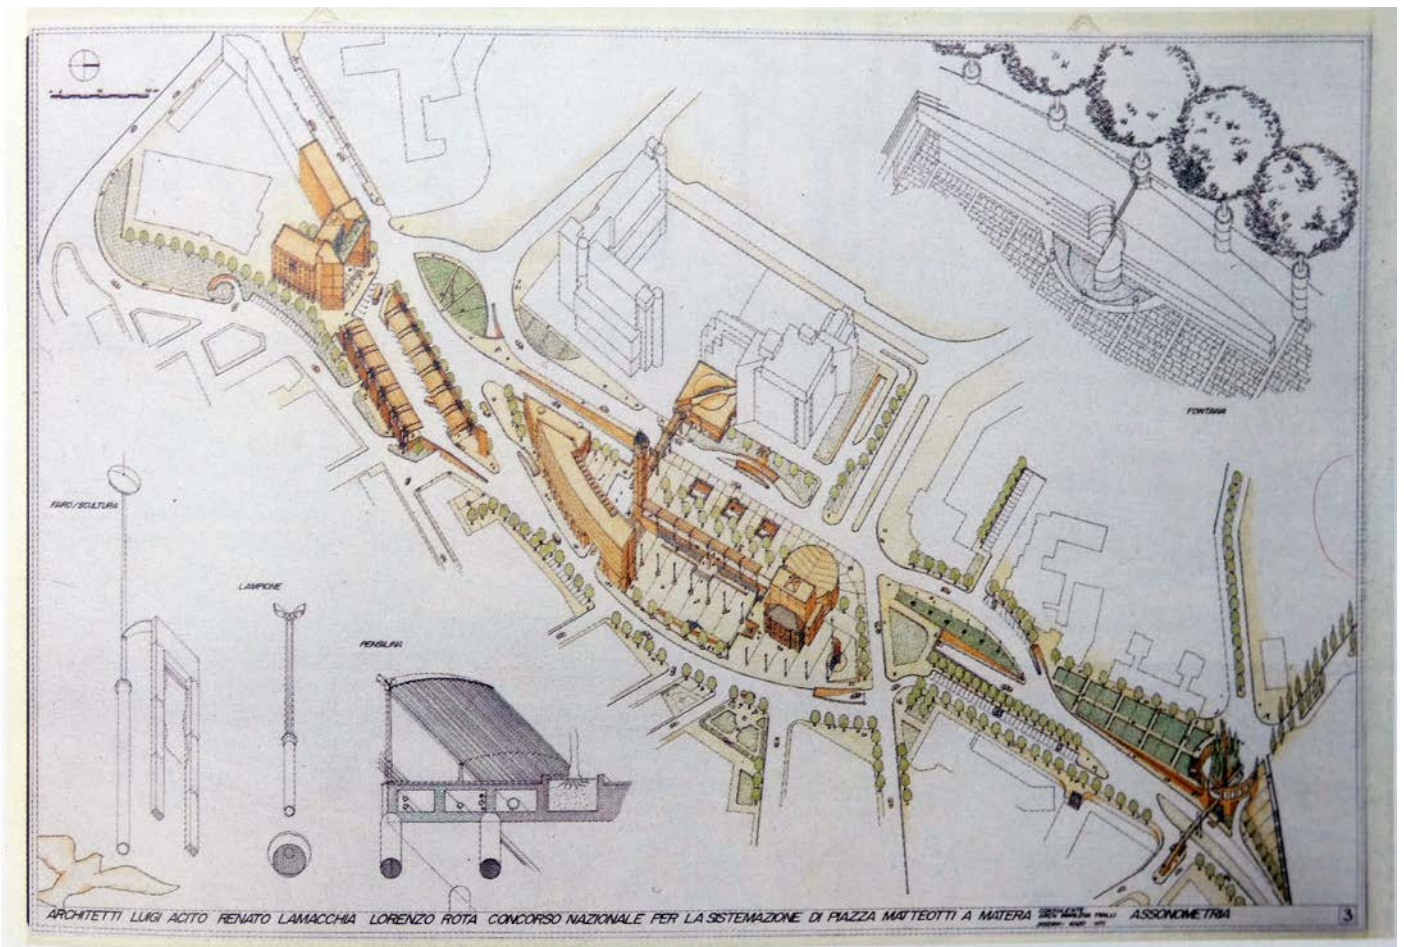 FONTANA
FARO/SCULTURA
LAMPIONE
PENSILINA
ARCHITETTI LUIGI ACITO RENATO LAMACCHIA LORENZO ROTA CONCORSO NAZIONALE PER LA SISTEMAZIONE DI PIAZZA MATTEOTTI A MATERA
ASSONOMETRIA
3